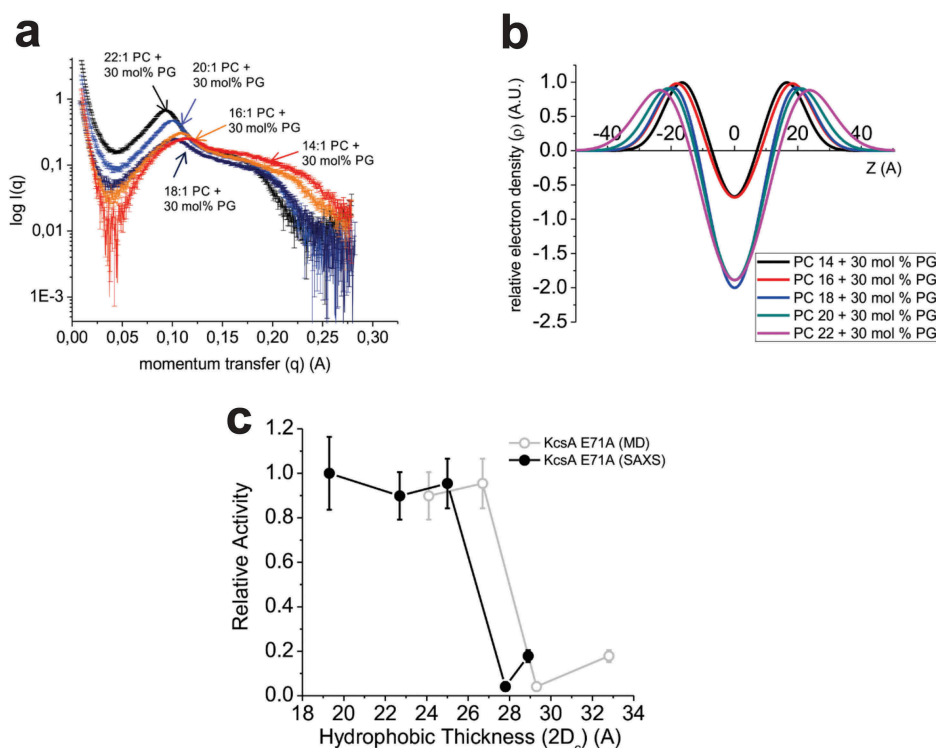 a
22:1 PC +
30 mol% PG
20:1 PC +
30 mol% PG
16:1 PC +
30 mol% PG
14:1 PC +
30 mol% PG
18:1 PC +
30 mol% PG
log I(q)
1
0,1
0,01
1E-3
0,00 0,05 0,10 0,15 0,20 0,25 0,30
momentum transfer (q) (A)
b
relative electron density (ρ) (A.U.)
1.0
0.5
0.0
-0.5
-1.0
-1.5
-2.0
-2.5
-40 -20 0 20 40
Z (A)
PC 14 + 30 mol % PG
PC 16 + 30 mol % PG
PC 18 + 30 mol % PG
PC 20 + 30 mol % PG
PC 22 + 30 mol % PG
c
KcsA E71A (MD)
KcsA E71A (SAXS)
Relative Activity
1.2
1.0
0.8
0.6
0.4
0.2
0.0
18 20 22 24 26 28 30 32 34
Hydrophobic Thickness (2D_c) (A)